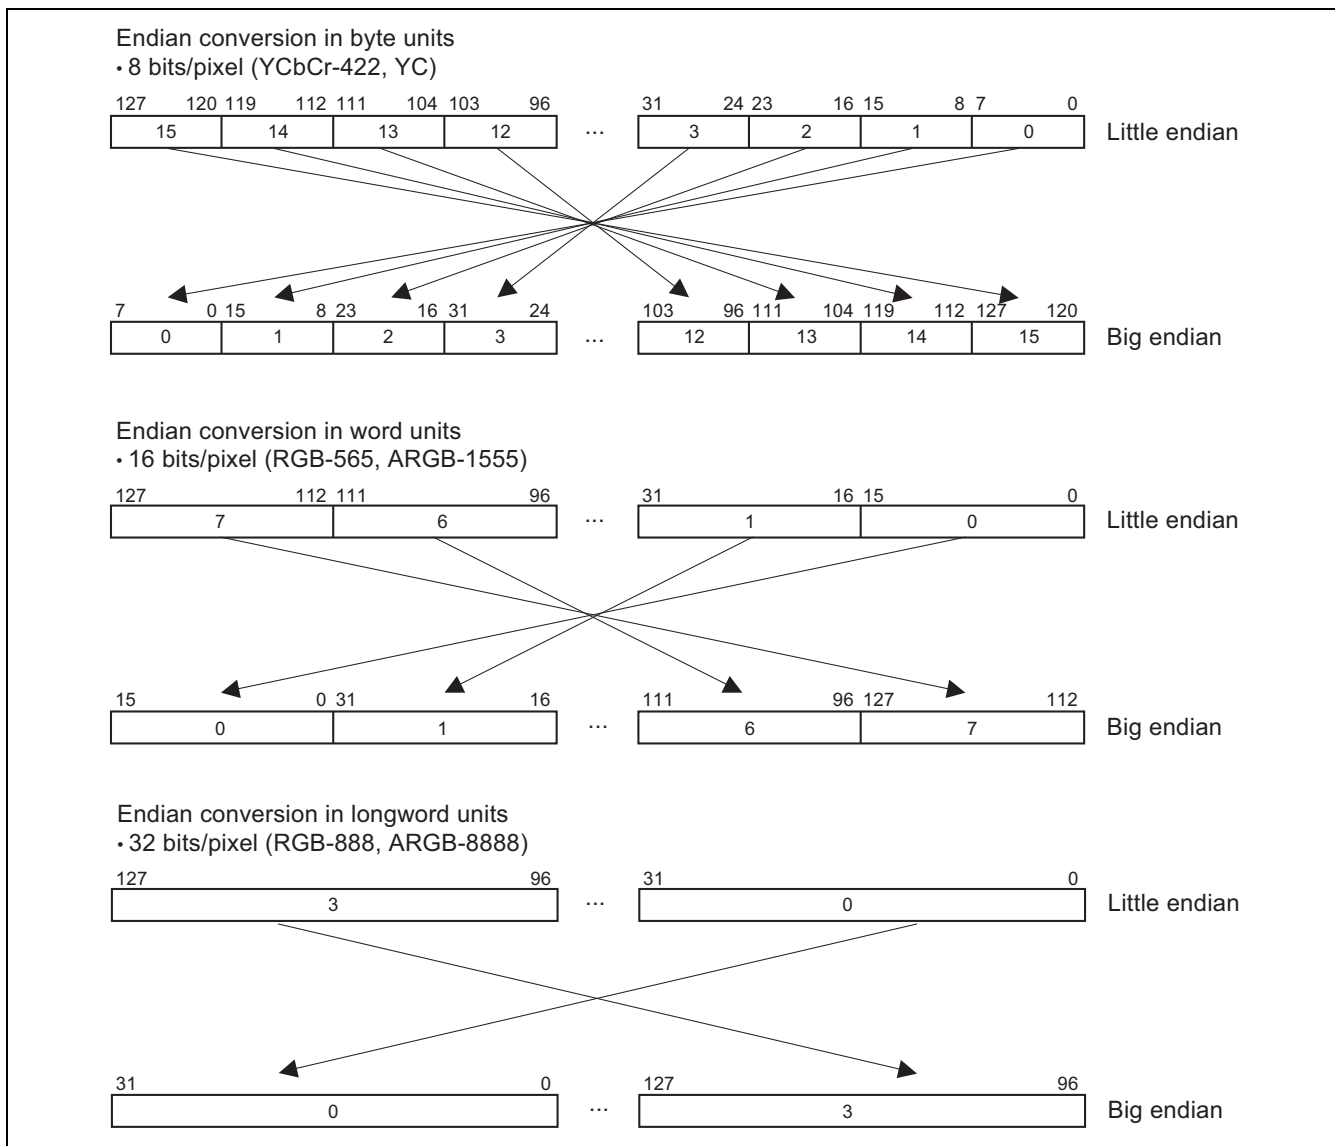 Endian conversion in byte units
• 8 bits/pixel (YCbCr-422, YC)
127 120 119 112 111 104 103 96 31 24 23 16 15 8 7 0
15 14 13 12 ... 3 2 1 0 Little endian
7 0 15 8 23 16 31 24 103 96 111 104 119 112 127 120
0 1 2 3 ... 12 13 14 15 Big endian
Endian conversion in word units
• 16 bits/pixel (RGB-565, ARGB-1555)
127 112 111 96 31 16 15 0
7 6 ... 1 0 Little endian
15 0 31 16 111 96 127 112
0 1 ... 6 7 Big endian
Endian conversion in longword units
• 32 bits/pixel (RGB-888, ARGB-8888)
127 96 31 0
3 ... 0 Little endian
31 0 127 96
0 ... 3 Big endian